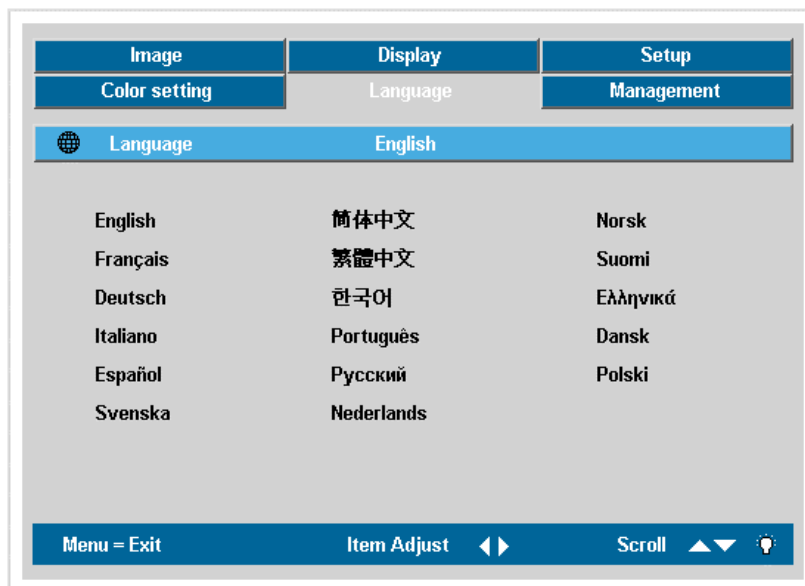 Image Display Setup
Color setting Language Management
Language English
English 简体中文 Norsk
Français 繁體中文 Suomi
Deutsch 한국어 Ελληνικά
Italiano Português Dansk
Español Русский Polski
Svenska Nederlands
Menu = Exit Item Adjust Scroll